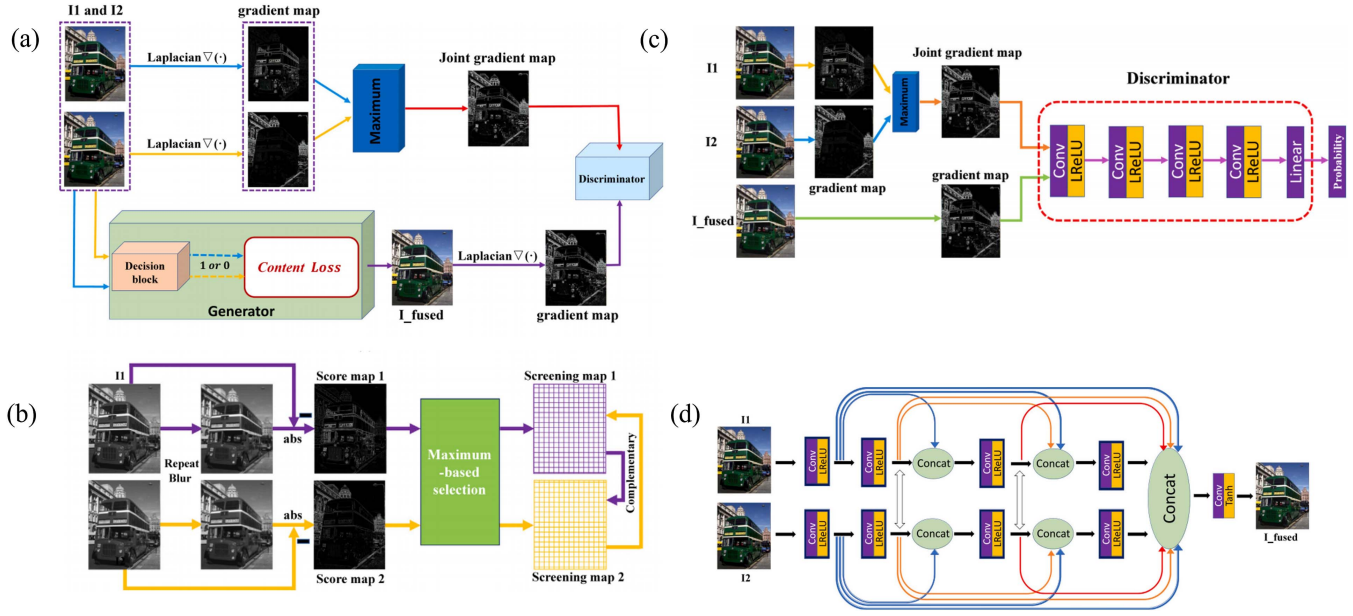 (a)
I1 and I2
gradient map
Laplacian ∇(·)
Laplacian ∇(·)
Maximum
Joint gradient map
Discriminator
Decision
block
1 or 0
Content Loss
Generator
I_fused
Laplacian ∇(·)
gradient map
(c)
I1
I2
I_fused
gradient map
Maximum
Joint gradient map
gradient map
Discriminator
Conv
LReLU
Conv
LReLU
Conv
LReLU
Conv
LReLU
Linear
Probability
(b)
I1
Repeat
Blur
I2
abs
abs
Score map 1
Score map 2
Maximum
-based
selection
Screening map 1
Complementary
Screening map 2
(d)
I1
I2
Conv
LReLU
Conv
LReLU
Concat
Conv
LReLU
Concat
Conv
LReLU
Conv
LReLU
Conv
LReLU
Concat
Conv
LReLU
Concat
Conv
LReLU
Concat
Conv
Tanh
I_fused